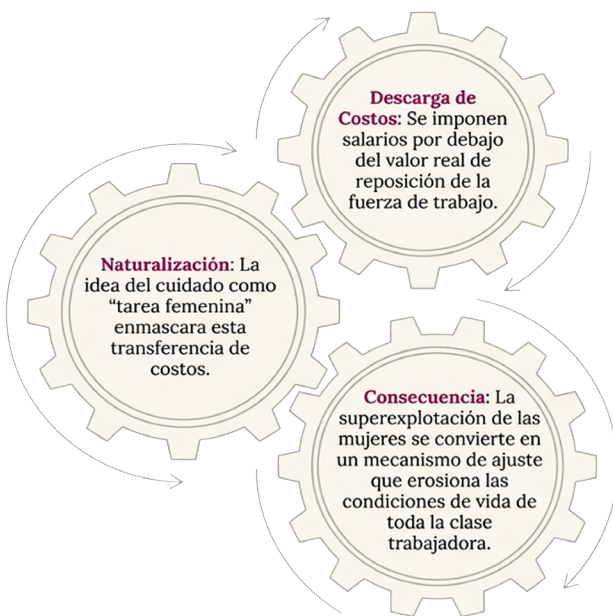 Descarga de
Costos: Se imponen
salarios por debajo
del valor real de
reposición de la
fuerza de trabajo.
Naturalización: La
idea del cuidado como
“tarea femenina”
enmascara esta
transferencia de
costos.
Consecuencia: La
superexplotación de las
mujeres se convierte en
un mecanismo de ajuste
que erosiona las
condiciones de vida de
toda la clase
trabajadora.